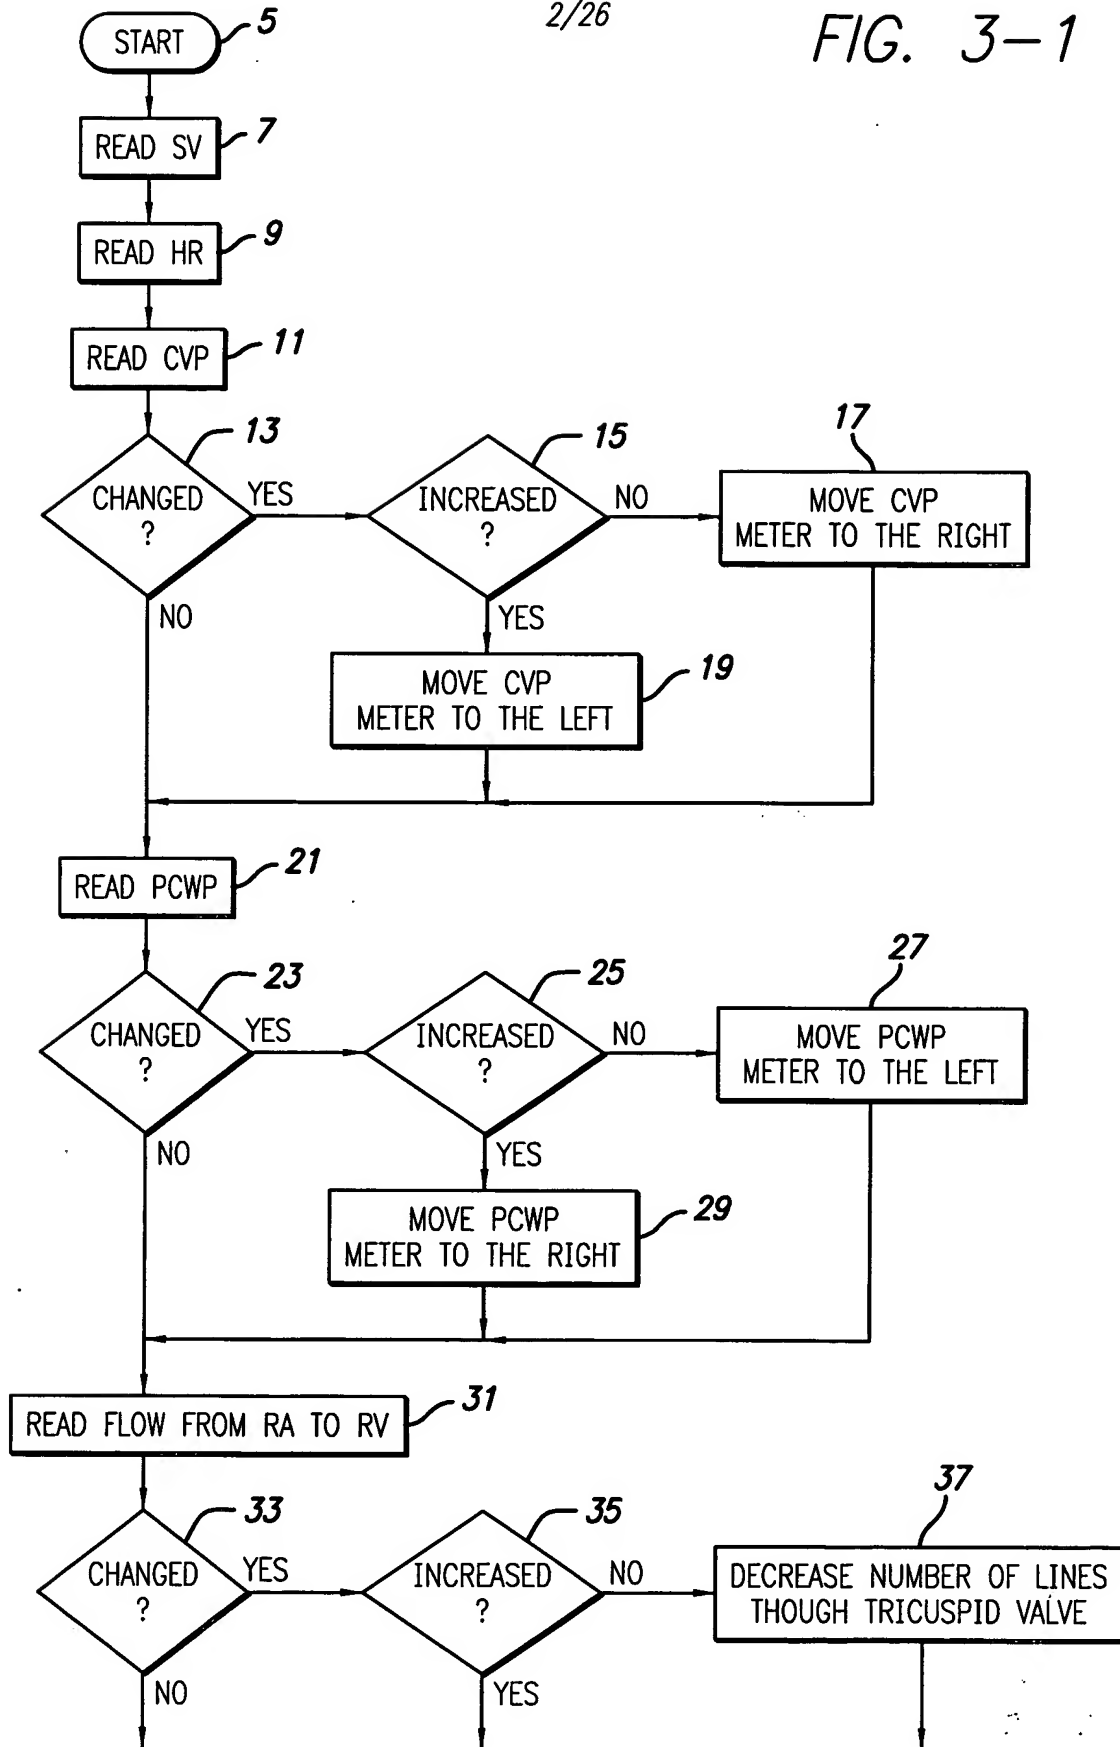 2/26
FIG. 3-1
START
5
READ SV
7
READ HR
9
READ CVP
11
CHANGED
?
13
YES
NO
INCREASED
?
15
NO
YES
17
MOVE CVP
METER TO THE RIGHT
MOVE CVP
METER TO THE LEFT
19
READ PCWP
21
CHANGED
?
23
YES
NO
INCREASED
?
25
NO
YES
27
MOVE PCWP
METER TO THE LEFT
MOVE PCWP
METER TO THE RIGHT
29
READ FLOW FROM RA TO RV
31
CHANGED
?
33
YES
NO
INCREASED
?
35
NO
YES
37
DECREASE NUMBER OF LINES
THOUGH TRICUSPID VALVE